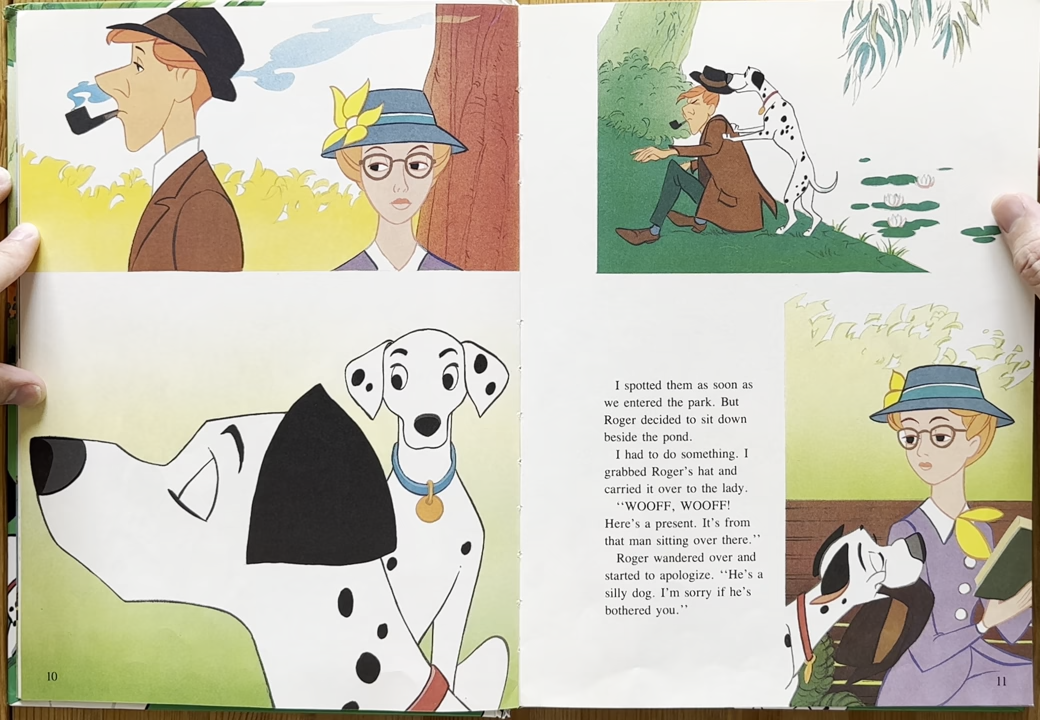 I spotted them as soon as
we entered the park. But
Roger decided to sit down
beside the pond.
I had to do something. I
grabbed Roger's hat and
carried it over to the lady.
"WOOFF, WOOFF!
Here's a present. It's from
that man sitting over there."
Roger wandered over and
started to apologize. "He's a
silly dog. I'm sorry if he's
bothered you."
10
11